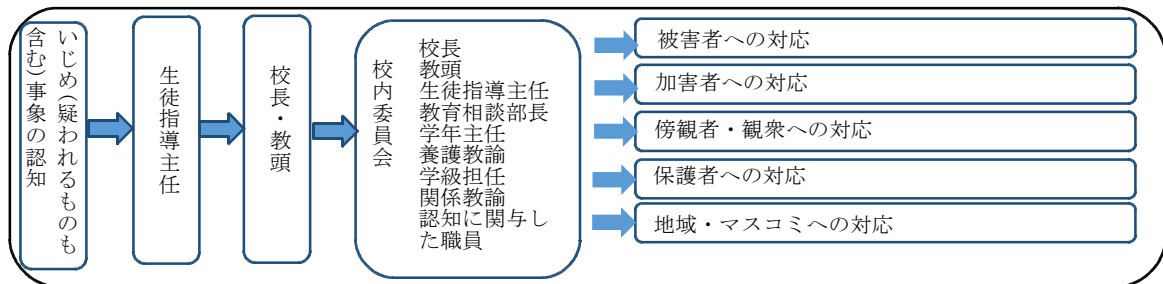 いじめ(疑われるものも
含む)事象の認知
生徒指導主任
校長・教頭
校内委員会
校長
教頭
生徒指導主任
教育相談部長
学年主任
養護教諭
学級担任
関係教諭
認知に関与し
た職員
被害者への対応
加害者への対応
傍観者・観衆への対応
保護者への対応
地域・マスコミへの対応